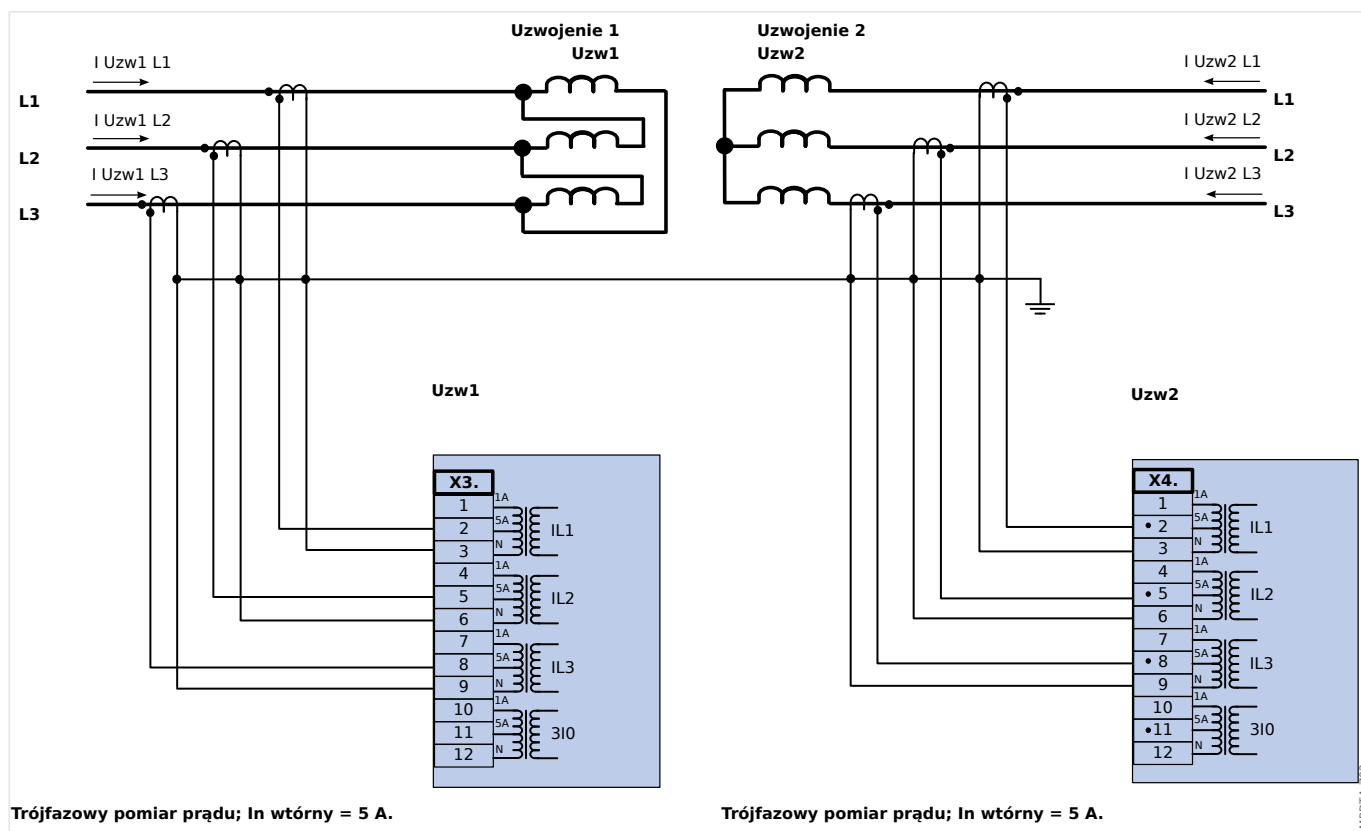 Uzwojenie 1
Uzw1
Uzwojenie 2
Uzw2
I Uzw1 L1
L1
I Uzw1 L2
L2
I Uzw1 L3
L3
I Uzw2 L1
L1
I Uzw2 L2
L2
I Uzw2 L3
L3
Uzw1
X3.
1
2
3
4
5
6
7
8
9
10
11
12
1A
5A
N
IL1
1A
5A
N
IL2
1A
5A
N
IL3
1A
5A
N
3I0
Uzw2
X4.
1
2
3
4
5
6
7
8
9
10
11
12
1A
5A
N
IL1
1A
5A
N
IL2
1A
5A
N
IL3
1A
5A
N
3I0
Trójfazowy pomiar prądu; In wtórny = 5 A.
Trójfazowy pomiar prądu; In wtórny = 5 A.